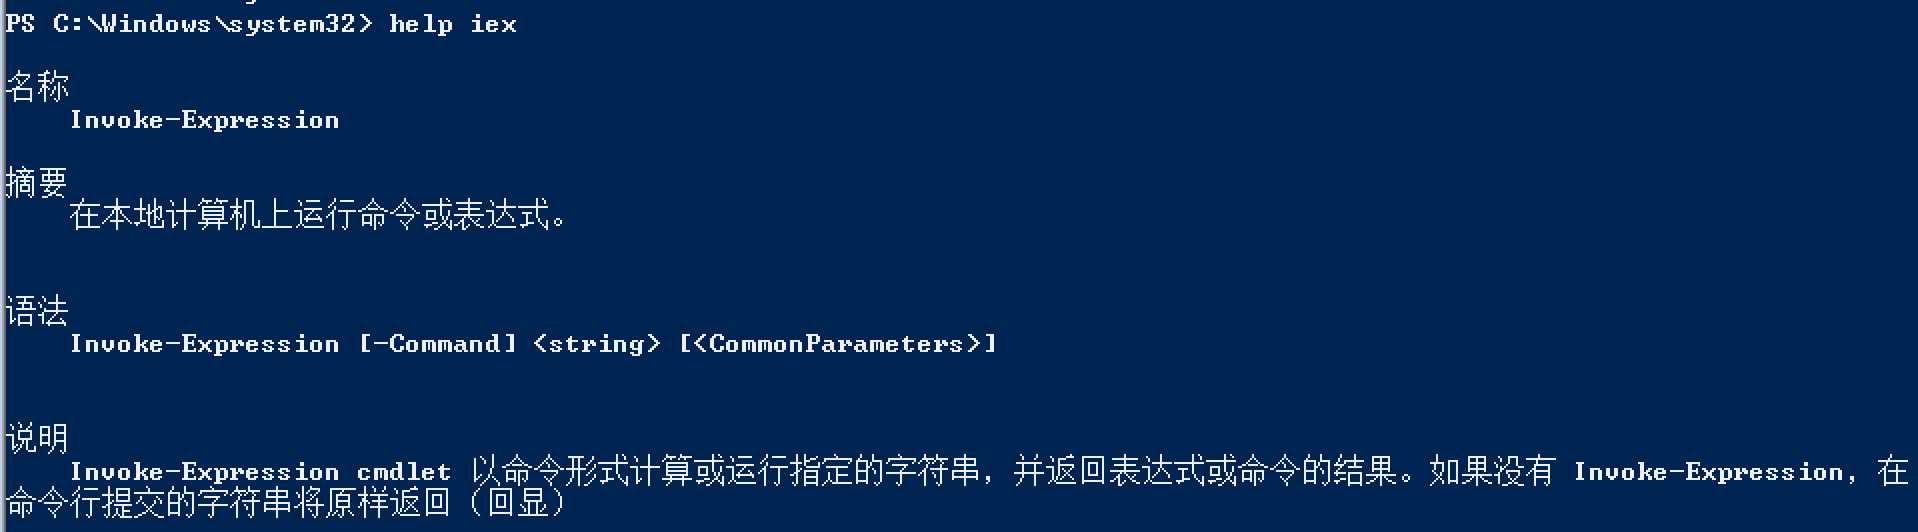 PS C:\Windows\system32> help iex
名称
Invoke-Expression
摘要
在本地计算机上运行命令或表达式。
语法
Invoke-Expression [-Command] <string> [<CommonParameters>]
说明
Invoke-Expression cmdlet 以命令形式计算或运行指定的字符串，并返回表达式或命令的结果。如果没有 Invoke-Expression，在
命令行提交的字符串将原样返回（回显）